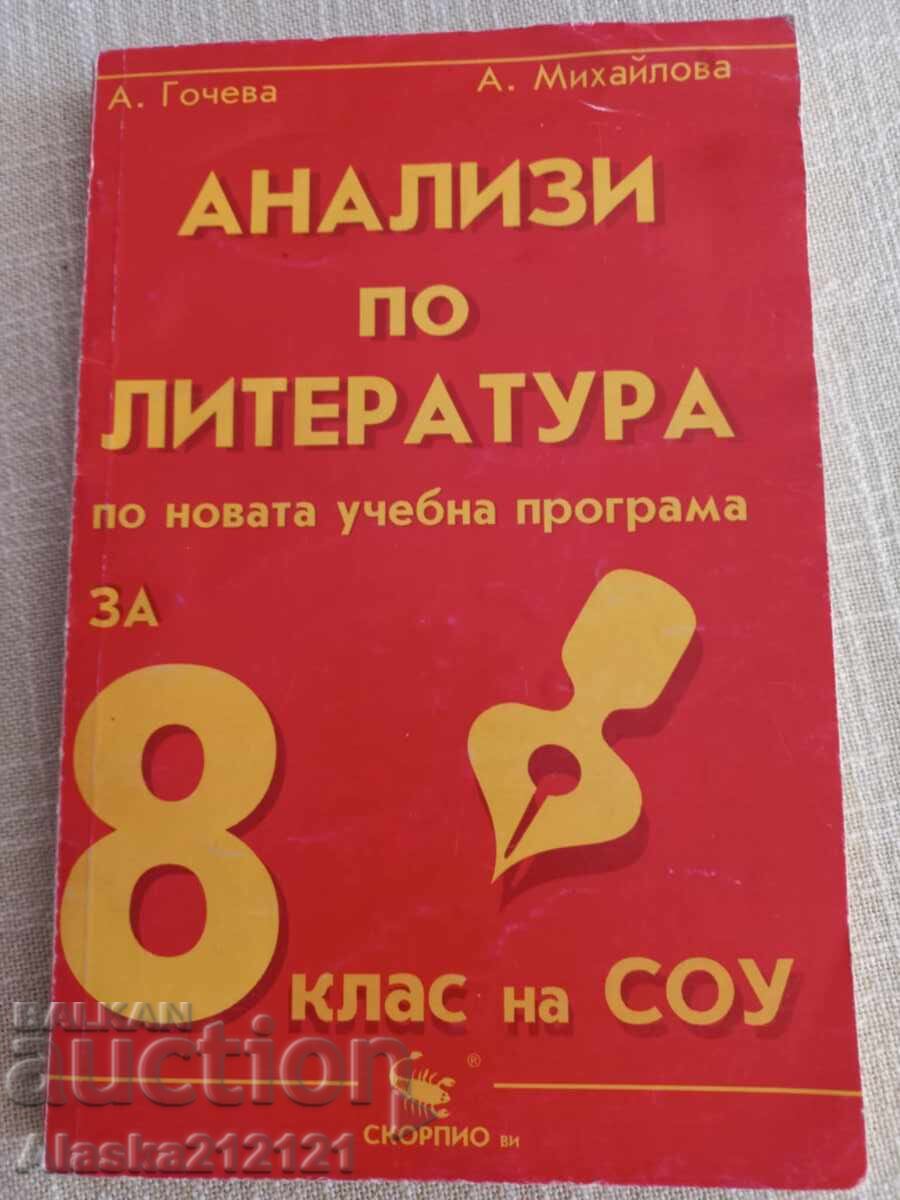 А. Гочева А. Михайлова
АНАЛИЗИ
ПО
ЛИТЕРАТУРА
по новата учебна програма
ЗА
8 клас на СОУ
BALKAN
auction
®
СКОРПИО ви
Alaska212121